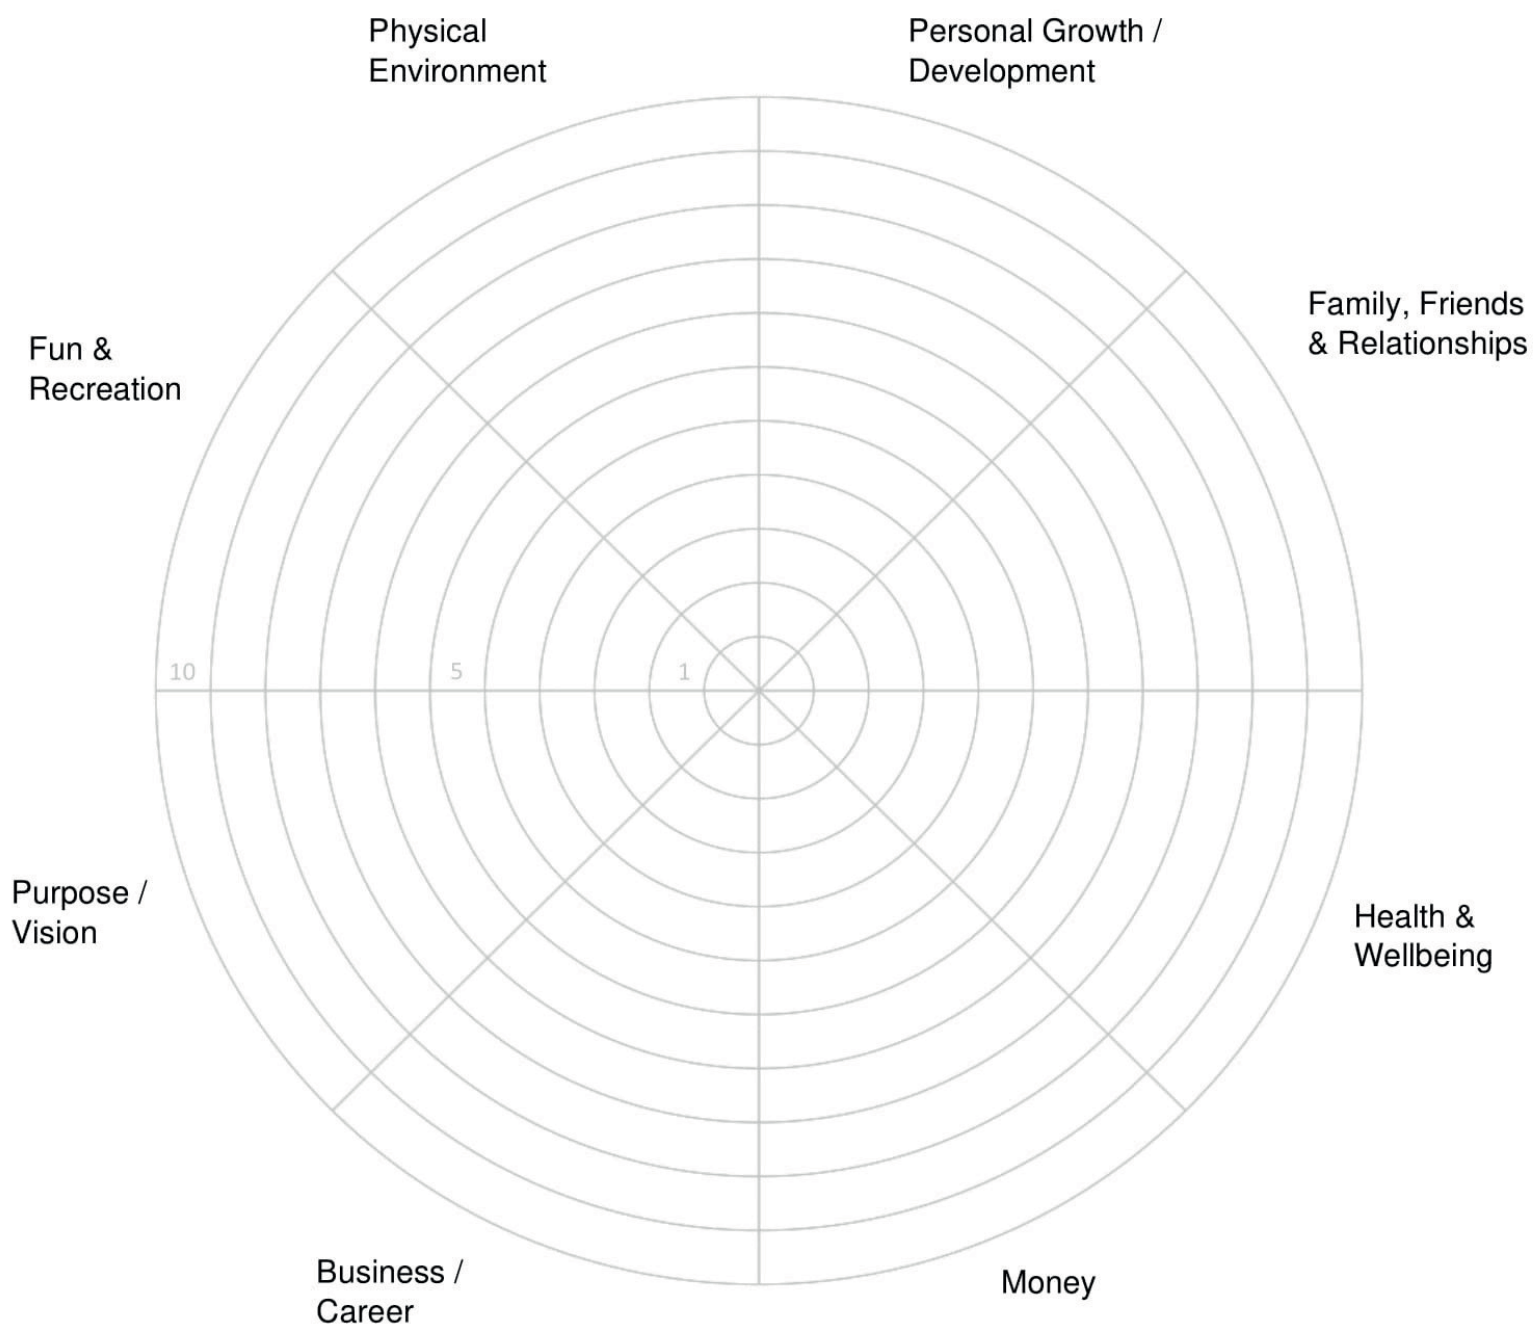 Physical
Environment
Personal Growth /
Development
Family, Friends
& Relationships
Fun &
Recreation
10
5
1
Purpose /
Vision
Health &
Wellbeing
Business /
Career
Money